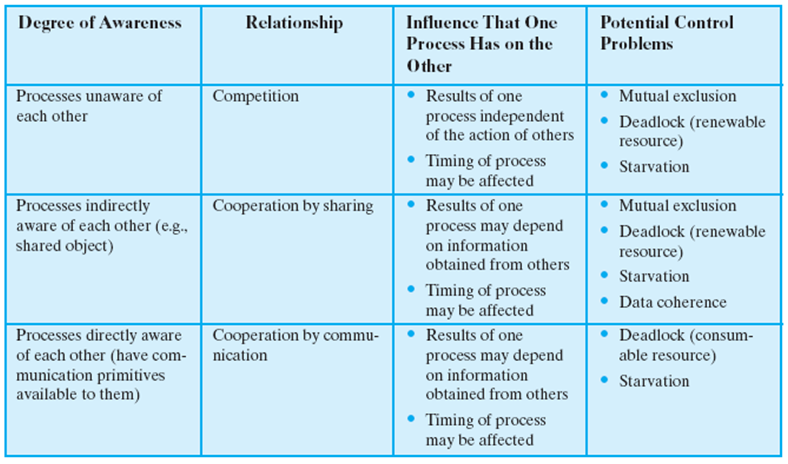 Degree of Awareness
Relationship
Influence That One
Process Has on the
Other
Potential Control
Problems
Processes unaware of
each other
Competition
• Results of one
process independent
of the action of others
• Timing of process
may be affected
• Mutual exclusion
• Deadlock (renewable
resource)
• Starvation
Processes indirectly
aware of each other (e.g.,
shared object)
Cooperation by sharing
• Results of one
process may depend
on information
obtained from others
• Timing of process
may be affected
• Mutual exclusion
• Deadlock (renewable
resource)
• Starvation
• Data coherence
Processes directly aware
of each other (have com-
munication primitives
available to them)
Cooperation by commu-
nication
• Results of one
process may depend
on information
obtained from others
• Timing of process
may be affected
• Deadlock (consum-
able resource)
• Starvation